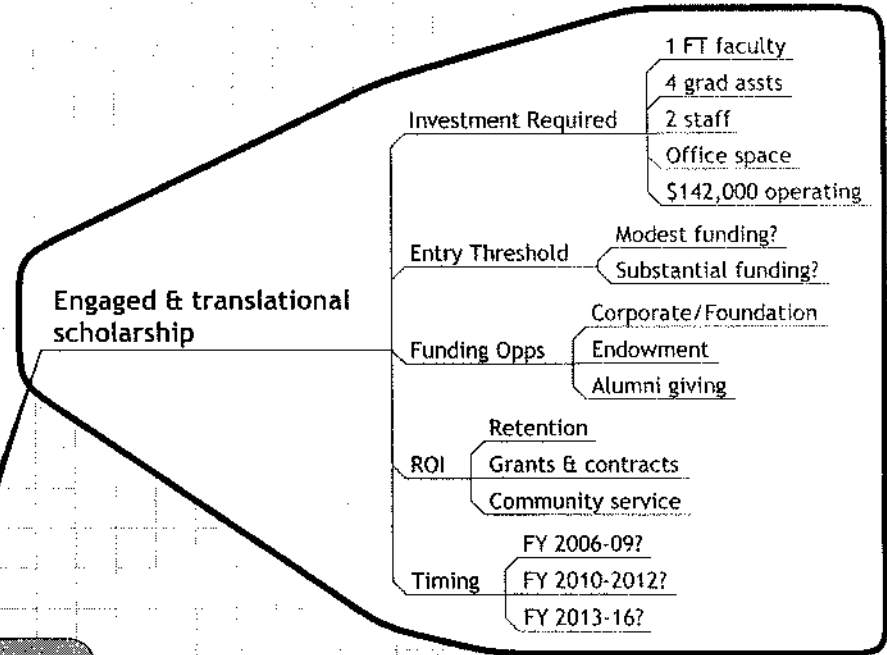 Engaged & translational
scholarship
Investment Required
1 FT faculty
4 grad assts
2 staff
Office space
$142,000 operating
Entry Threshold
Modest funding?
Substantial funding?
Funding Opps
Corporate/Foundation
Endowment
Alumni giving
ROI
Retention
Grants & contracts
Community service
Timing
FY 2006-09?
FY 2010-2012?
FY 2013-16?